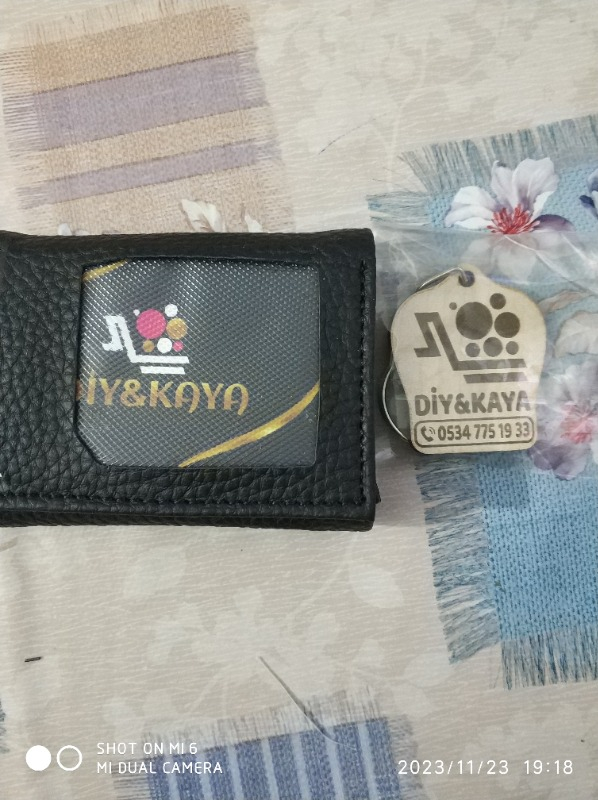 DİY&KAYA
DİY&KAYA
0534 775 19 33
SHOT ON MI 6
MI DUAL CAMERA
2023/11/23 19:18